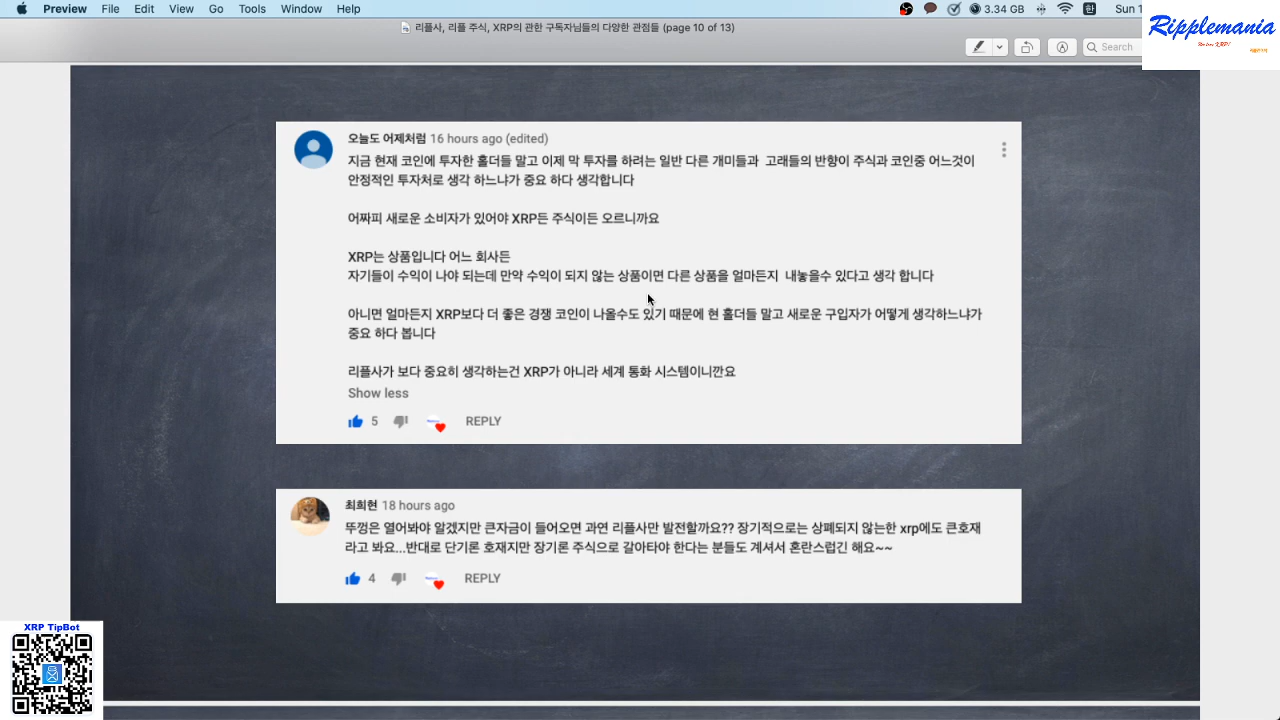 Preview File Edit View Go Tools Window Help 3.34 GB 한 Sun 1
리플사, 리플 주식, XRP의 관한 구독자님들의 다양한 관점들 (page 10 of 13)
Search
Ripplemania
오늘도 어제처럼 16 hours ago (edited)
지금 현재 코인에 투자한 홀더들 말고 이제 막 투자를 하려는 일반 다른 개미들과 고래들의 반향이 주식과 코인중 어느것이
안정적인 투자처로 생각 하느냐가 중요 하다 생각합니다
어짜피 새로운 소비자가 있어야 XRP든 주식이든 오르니까요
XRP는 상품입니다 어느 회사든
자기들이 수익이 나야 되는데 만약 수익이 되지 않는 상품이면 다른 상품을 얼마든지 내놓을수 있다고 생각 합니다
아니면 얼마든지 XRP보다 더 좋은 경쟁 코인이 나올수도 있기 때문에 현 홀더들 말고 새로운 구입자가 어떻게 생각하느냐가
중요 하다 봅니다
리플사가 보다 중요히 생각하는건 XRP가 아니라 세계 통화 시스템이니깐요
Show less
5 REPLY
최희현 18 hours ago
뚜껑은 열어봐야 알겠지만 큰자금이 들어오면 과연 리플사만 발전할까요?? 장기적으로는 상폐되지 않는한 xrp에도 큰호재
라고 봐요...반대로 단기론 호재지만 장기론 주식으로 갈아타야 한다는 분들도 계셔서 혼란스럽긴 해요~~
4 REPLY
XRP TipBot